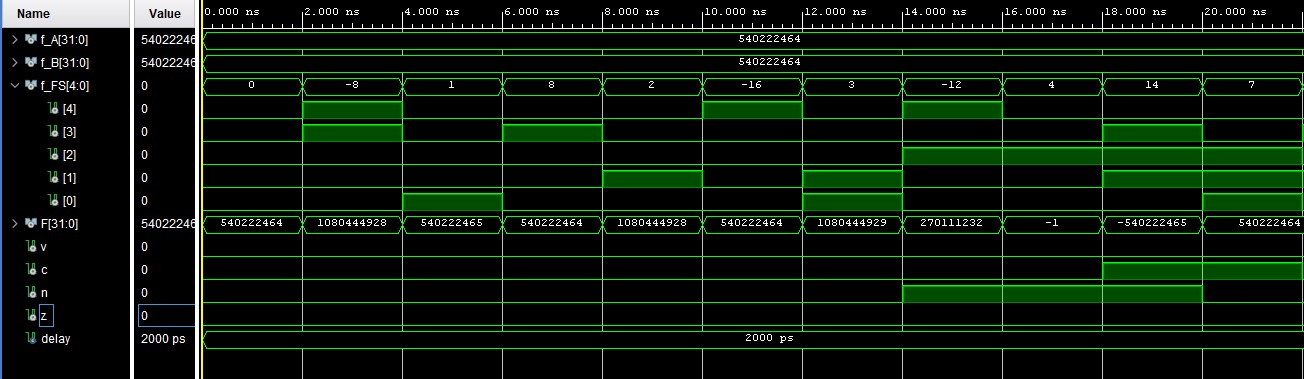 Name Value 0.000 ns 2.000 ns 4.000 ns 6.000 ns 8.000 ns 10.000 ns 12.000 ns 14.000 ns 16.000 ns 18.000 ns 20.000 ns
f_A[31:0] 54022246 540222464
f_B[31:0] 54022246 540222464
f_FS[4:0] 0 0 -8 1 8 2 -16 3 -12 4 14 7
[4] 0
[3] 0
[2] 0
[1] 0
[0] 0
F[31:0] 54022246 540222464 1080444928 540222465 540222464 1080444928 540222464 1080444929 270111232 -1 -540222465 540222464
v 0
c 0
n 0
z 0
delay 2000 ps 2000 ps